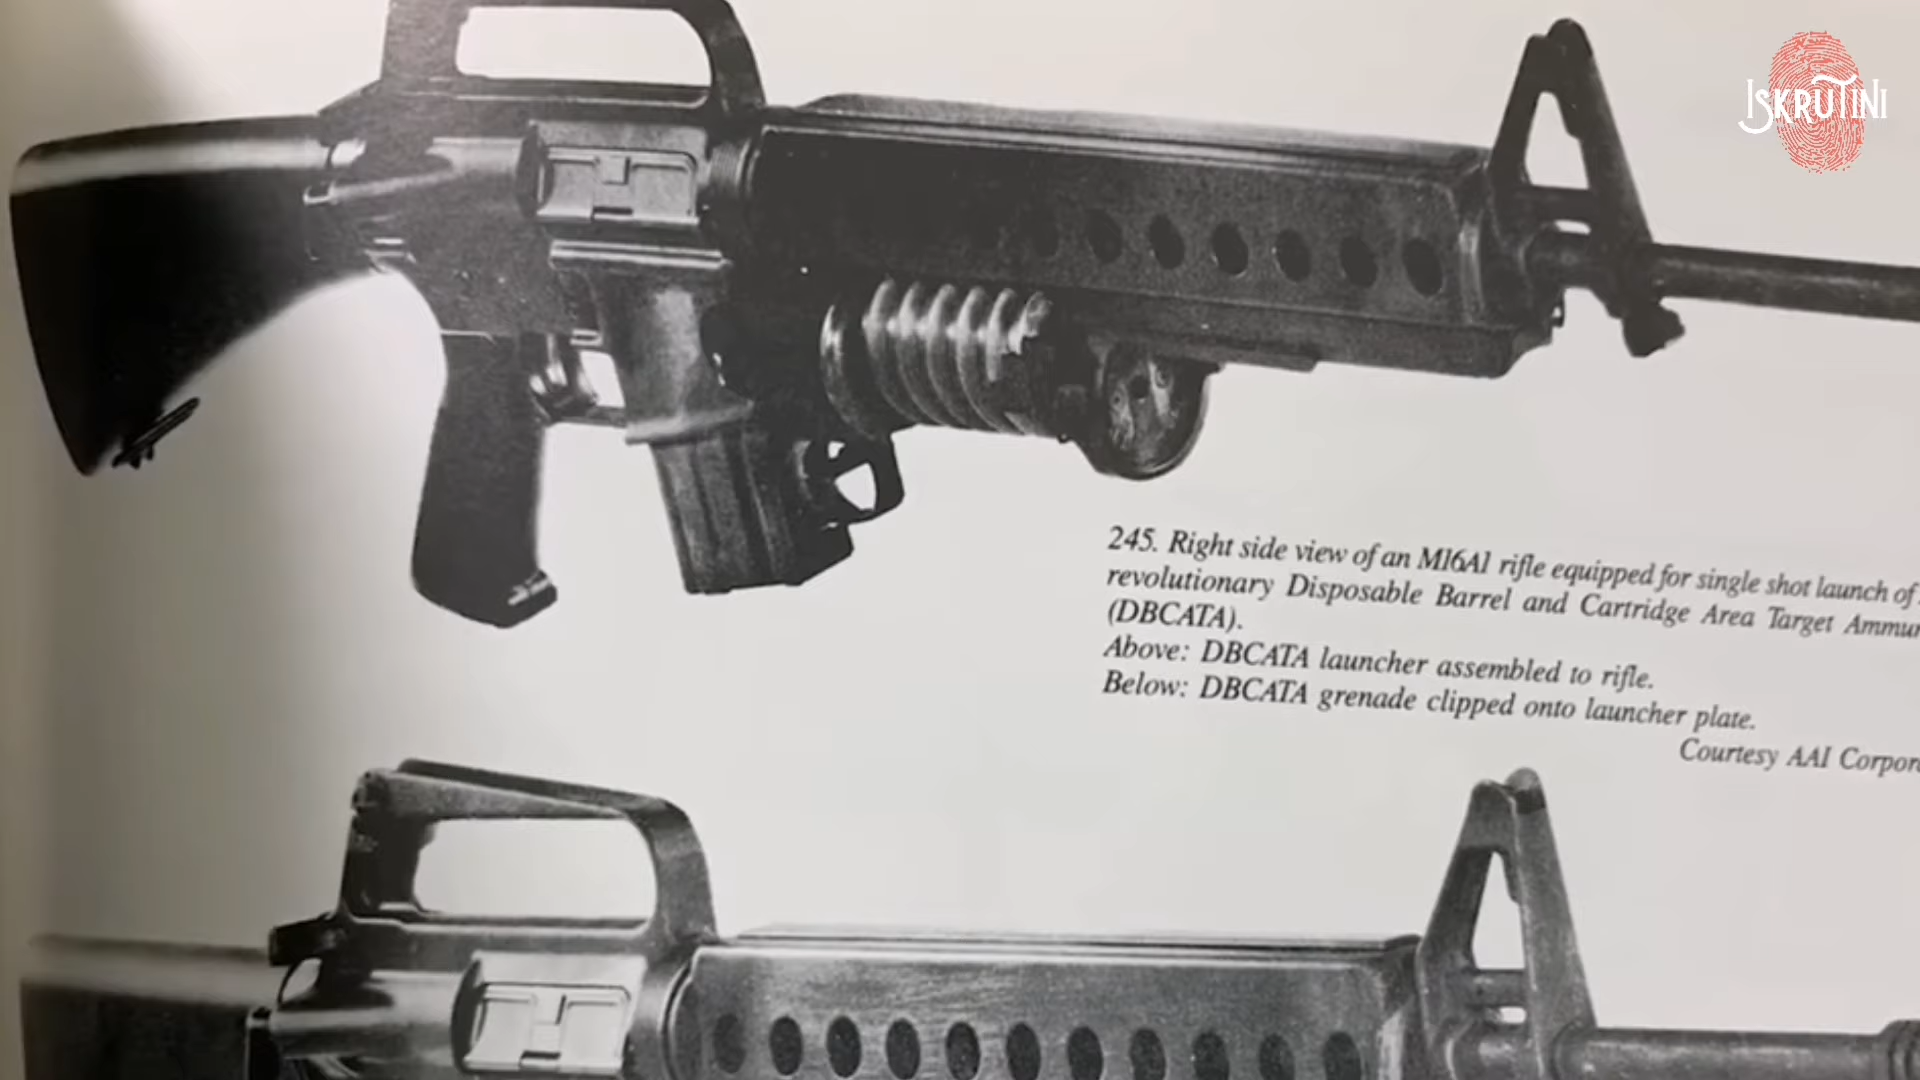 ISKRUTINI
245. Right side view of an M16A1 rifle equipped for single shot launch of
revolutionary Disposable Barrel and Cartridge Area Target
(DBCATA).
Above: DBCATA launcher assembled to rifle.
Below: DBCATA grenade clipped onto launcher plate.
Courtesy AAI